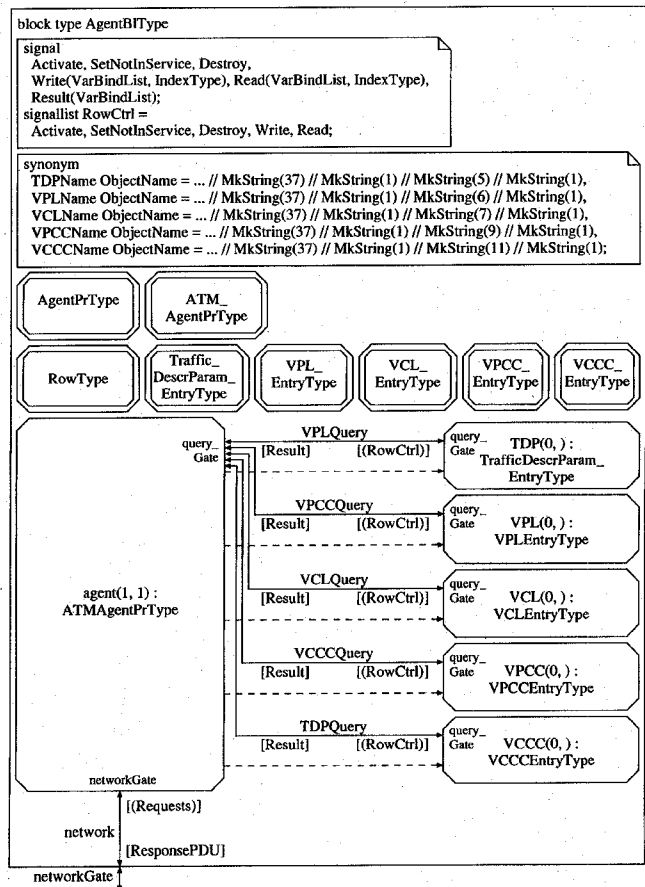 block type AgentBlType
signal
Activate, SetNotInService, Destroy,
Write(VarBindList, IndexType), Read(VarBindList, IndexType),
Result(VarBindList);
signallist RowCtrl =
Activate, SetNotInService, Destroy, Write, Read;
synonym
TDPName ObjectName = ... // MkString(37) // MkString(1) // MkString(5) // MkString(1),
VPLName ObjectName = ... // MkString(37) // MkString(1) // MkString(6) // MkString(1),
VCLName ObjectName = ... // MkString(37) // MkString(1) // MkString(7) // MkString(1),
VPCCName ObjectName = ... // MkString(37) // MkString(1) // MkString(9) // MkString(1),
VCCCName ObjectName = ... // MkString(37) // MkString(1) // MkString(11) // MkString(1);
AgentPrType
ATM_
AgentPrType
RowType
Traffic_
DescrParam_
EntryType
VPL_
EntryType
VCL_
EntryType
VPCC_
EntryType
VCCC_
EntryType
agent(1, 1) :
ATMAgentPrType
query_
Gate
networkGate
VPLQuery
[Result] [(RowCtrl)]
query_
Gate
TDP(0, ) :
TrafficDescrParam_
EntryType
VPCCQuery
[Result] [(RowCtrl)]
query_
Gate
VPL(0, ) :
VPLEntryType
VCLQuery
[Result] [(RowCtrl)]
query_
Gate
VCL(0, ) :
VCLEntryType
VCCCQuery
[Result] [(RowCtrl)]
query_
Gate
VPCC(0, ) :
VPCCEntryType
TDPQuery
[Result] [(RowCtrl)]
query_
Gate
VCCC(0, ) :
VCCCEntryType
[(Requests)]
network
[ResponsePDU]
networkGate